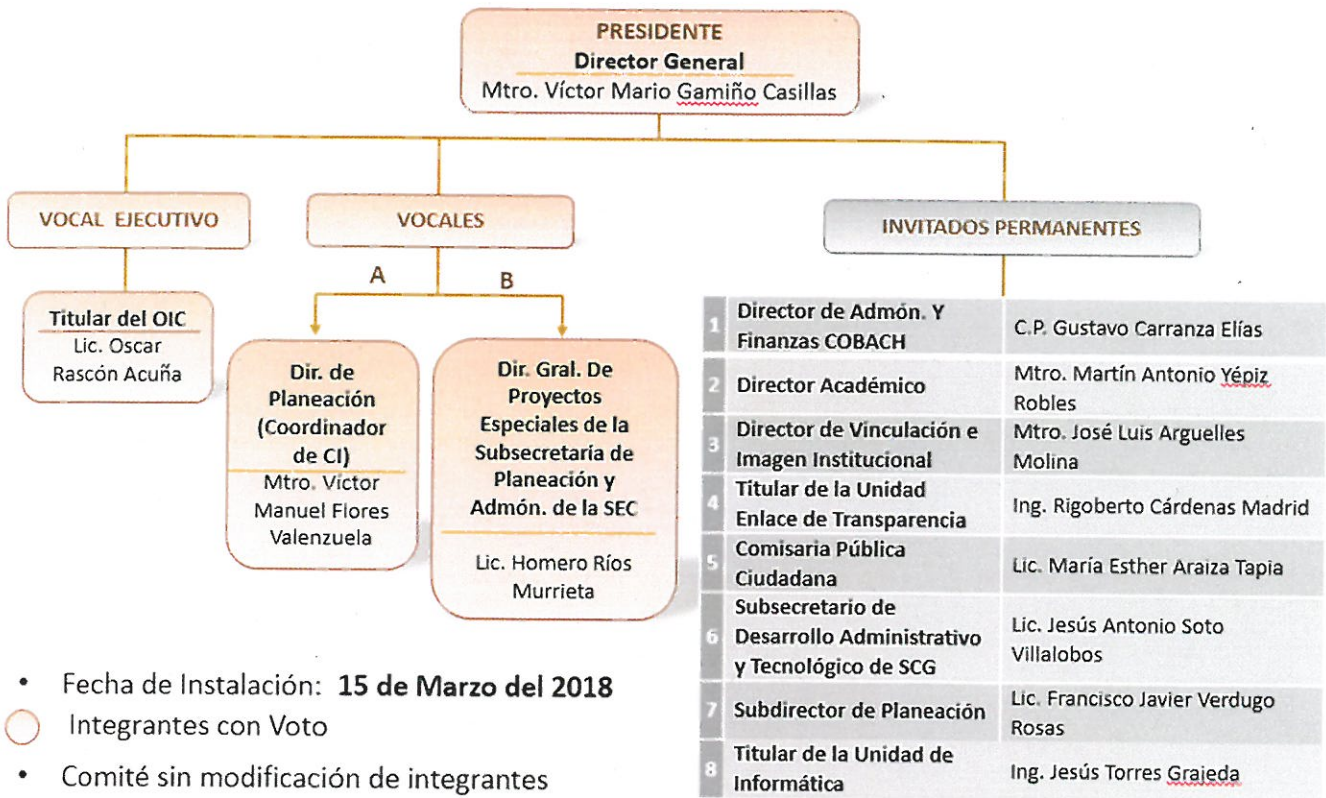 PRESIDENTE
Director General
Mtro. Víctor Mario Gamiño Casillas
VOCAL EJECUTIVO
VOCALES
INVITADOS PERMANENTES
A
B
Titular del OIC
Lic. Oscar
Rascón Acuña
Dir. de
Planeación
(Coordinador
de CI)
Mtro. Víctor
Manuel Flores
Valenzuela
Dir. Gral. De
Proyectos
Especiales de la
Subsecretaría de
Planeación y
Admón. de la SEC
Lic. Homero Ríos
Murrieta
1
Director de Admón. Y
Finanzas COBACH
C.P. Gustavo Carranza Elías
2
Director Académico
Mtro. Martín Antonio Yépiz
Robles
3
Director de Vinculación e
Imagen Institucional
Mtro. José Luis Arguelles
Molina
4
Titular de la Unidad
Enlace de Transparencia
Ing. Rigoberto Cárdenas Madrid
5
Comisaria Pública
Ciudadana
Lic. María Esther Araiza Tapia
6
Subsecretario de
Desarrollo Administrativo
y Tecnológico de SCG
Lic. Jesús Antonio Soto
Villalobos
7
Subdirector de Planeación
Lic. Francisco Javier Verdugo
Rosas
8
Titular de la Unidad de
Informática
Ing. Jesús Torres Grajeda
• Fecha de Instalación: 15 de Marzo del 2018
Integrantes con Voto
• Comité sin modificación de integrantes